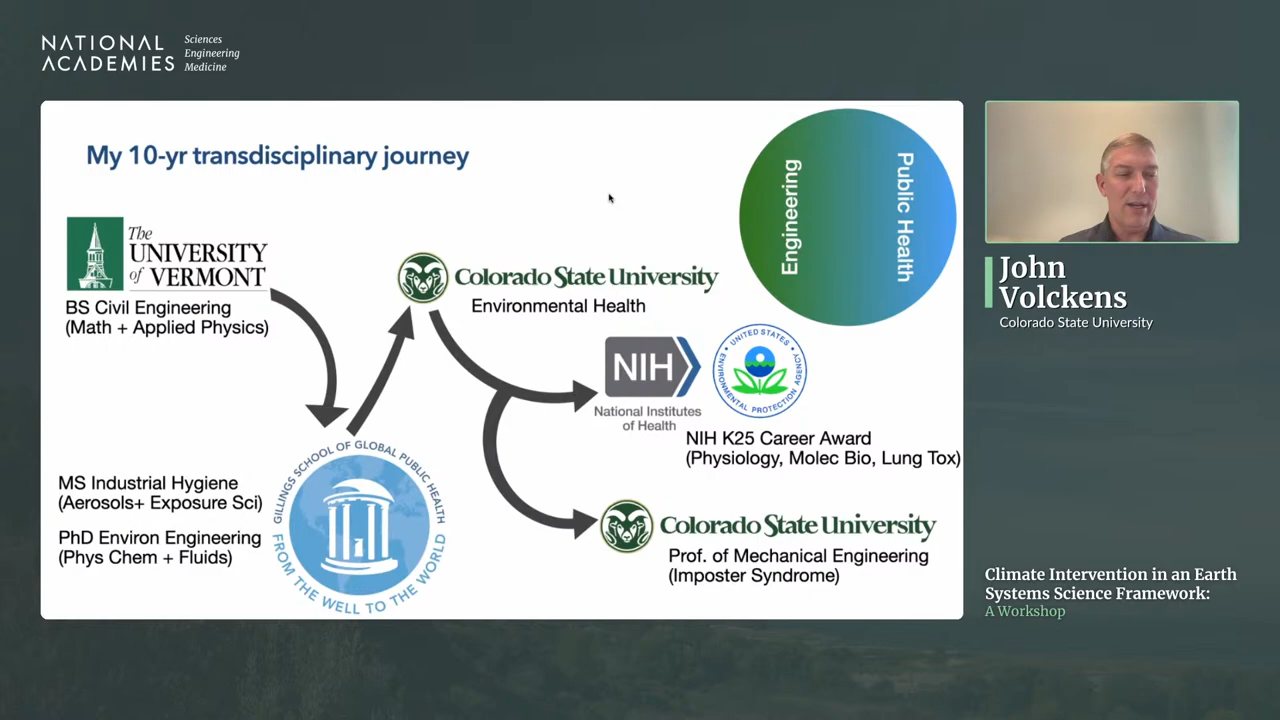 NATIONAL
ACADEMIES
Sciences
Engineering
Medicine
My 10-yr transdisciplinary journey
Engineering
Public Health
The
UNIVERSITY
of VERMONT
BS Civil Engineering
(Math + Applied Physics)
Colorado State University
Environmental Health
NIH
National Institutes
of Health
UNITED STATES
ENVIRONMENTAL PROTECTION AGENCY
NIH K25 Career Award
(Physiology, Molec Bio, Lung Tox)
MS Industrial Hygiene
(Aerosols+ Exposure Sci)
PhD Environ Engineering
(Phys Chem + Fluids)
GILLINGS SCHOOL OF GLOBAL PUBLIC HEALTH
FROM THE WELL TO THE WORLD
Colorado State University
Prof. of Mechanical Engineering
(Imposter Syndrome)
John
Volckens
Colorado State University
Climate Intervention in an Earth
Systems Science Framework:
A Workshop